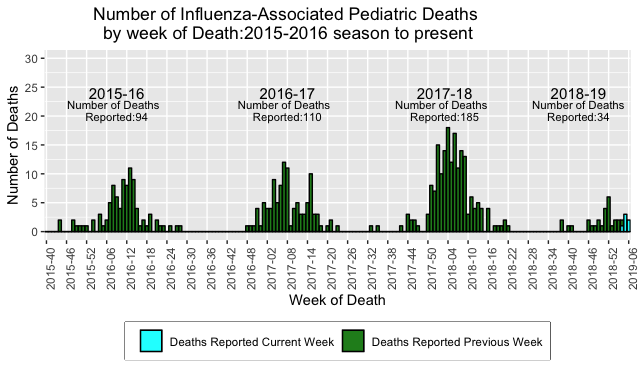 Number of Influenza-Associated Pediatric Deaths
by week of Death:2015-2016 season to present
Number of Deaths
30
25
20
15
10
5
0
2015-16
Number of Deaths
Reported:94
2016-17
Number of Deaths
Reported:110
2017-18
Number of Deaths
Reported:185
2018-19
Number of Deaths
Reported:34
2015-40
2015-46
2015-52
2016-06
2016-12
2016-18
2016-24
2016-30
2016-36
2016-42
2016-48
2017-02
2017-08
2017-14
2017-20
2017-26
2017-32
2017-38
2017-44
2017-50
2018-04
2018-10
2018-16
2018-22
2018-28
2018-34
2018-40
2018-46
2018-52
2019-06
Week of Death
Deaths Reported Current Week
Deaths Reported Previous Week